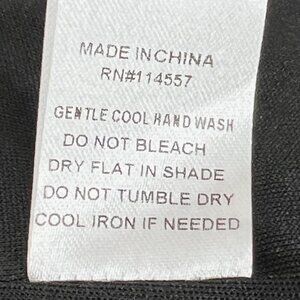 MADE IN CHINA
RN#114557
GENTLE COOL HAND WASH
DO NOT BLEACH
DRY FLAT IN SHADE
DO NOT TUMBLE DRY
COOL IRON IF NEEDED